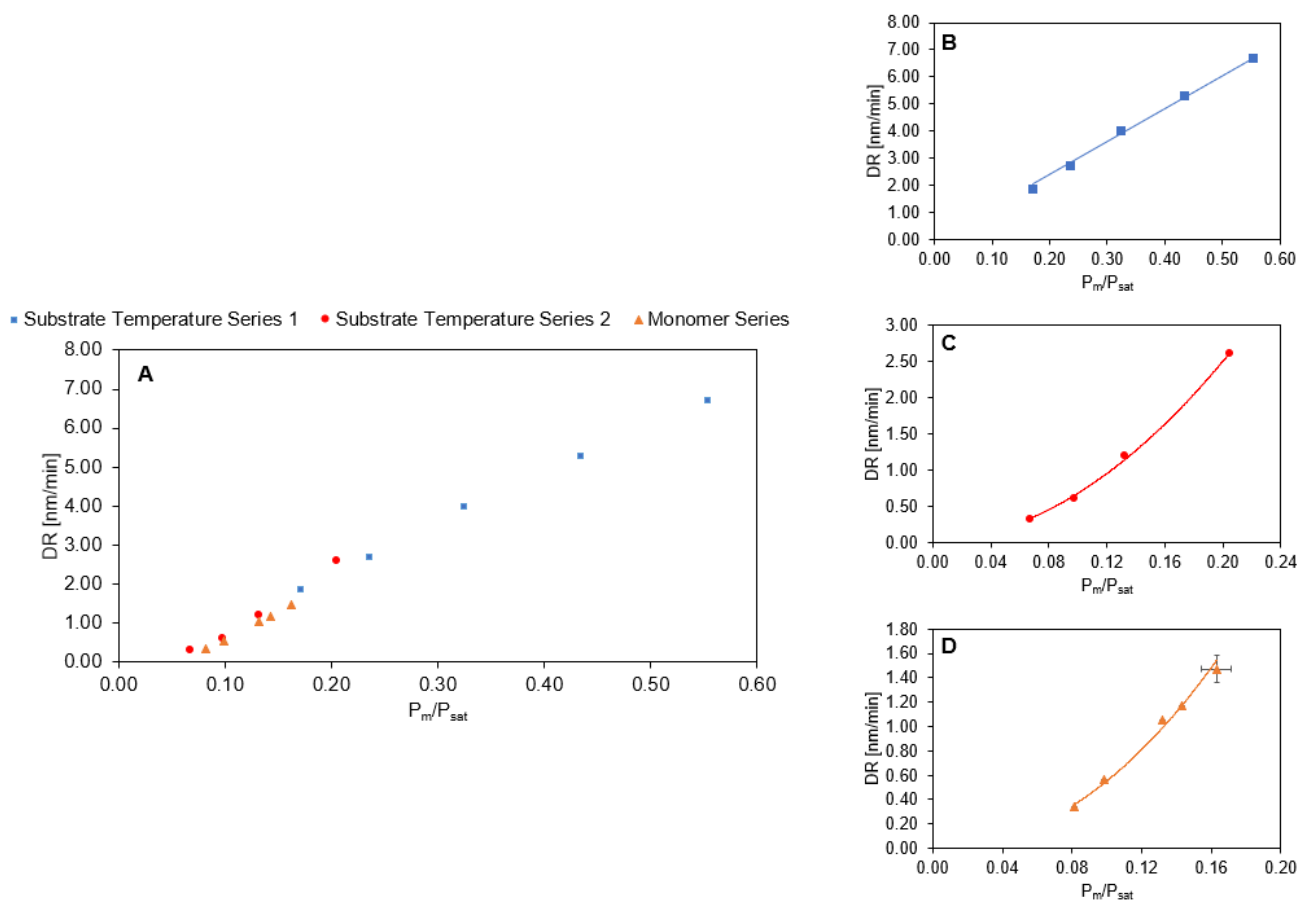 Substrate Temperature Series 1 Substrate Temperature Series 2 Monomer Series
A
8.00
7.00
6.00
5.00
4.00
3.00
2.00
1.00
0.00
DR [nm/min]
0.00 0.10 0.20 0.30 0.40 0.50 0.60
Pm/Psat
B
8.00
7.00
6.00
5.00
4.00
3.00
2.00
1.00
0.00
DR [nm/min]
0.00 0.10 0.20 0.30 0.40 0.50 0.60
Pm/Psat
C
3.00
2.50
2.00
1.50
1.00
0.50
0.00
DR [nm/min]
0.00 0.04 0.08 0.12 0.16 0.20 0.24
Pm/Psat
D
1.80
1.60
1.40
1.20
1.00
0.80
0.60
0.40
0.20
0.00
DR [nm/min]
0.00 0.04 0.08 0.12 0.16 0.20
Pm/Psat